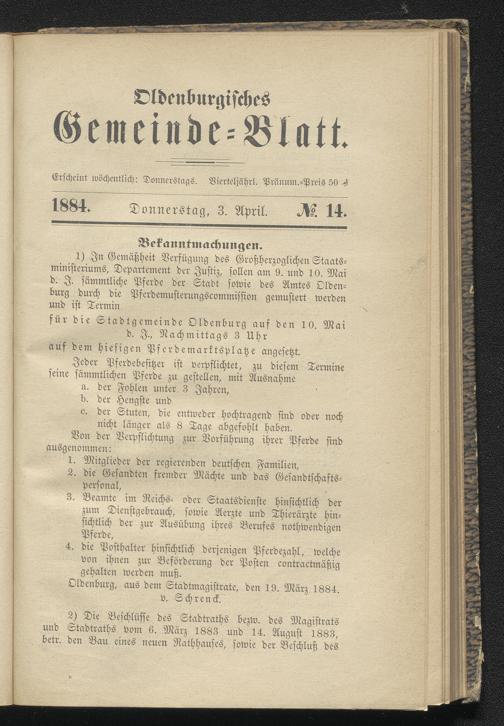 Oldenburgisches
Gemeinde-Blatt.
Erscheint wöchentlich: Donnerstags. Vierteljährl. Pränum.-Preis 50 ₰
1884. Donnerstag, 3. April. № 14.
Bekanntmachungen.
1) In Gemäßheit Verfügung des Großherzoglichen Staats-
ministeriums, Departement der Justiz, sollen am 9. und 10. Mai
d. J. sämmtliche Pferde der Stadt sowie des Amtes Olden-
burg durch die Pferdemusterungscommission gemustert werden
und ist Termin
für die Stadtgemeinde Oldenburg auf den 10. Mai
d. J., Nachmittags 3 Uhr
auf dem hiesigen Pferdemarktsplatze angesetzt.
Jeder Pferdebesitzer ist verpflichtet, zu diesem Termine
seine sämmtlichen Pferde zu gestellen, mit Ausnahme
a. der Fohlen unter 3 Jahren,
b. der Hengste und
c. der Stuten, die entweder hochtragend sind oder noch
nicht länger als 8 Tage abgefohlt haben.
Von der Verpflichtung zur Vorführung ihrer Pferde sind
ausgenommen:
1. Mitglieder der regierenden deutschen Familien,
2. die Gesandten fremder Mächte und das Gesandtschafts-
personal,
3. Beamte im Reichs- oder Staatsdienste hinsichtlich der
zum Dienstgebrauch, sowie Aerzte und Thierärzte hin-
sichtlich der zur Ausübung ihres Berufes nothwendigen
Pferde,
4. die Posthalter hinsichtlich derjenigen Pferdezahl, welche
von ihnen zur Beförderung der Posten contractmäßig
gehalten werden muß.
Oldenburg, aus dem Stadtmagistrate, den 19. März 1884.
v. Schrenck.
2) Die Beschlüsse des Stadtraths bezw. des Magistrats
und Stadtraths vom 6. März 1883 und 14. August 1883,
betr. den Bau eines neuen Rathhauses, sowie der Beschluß des